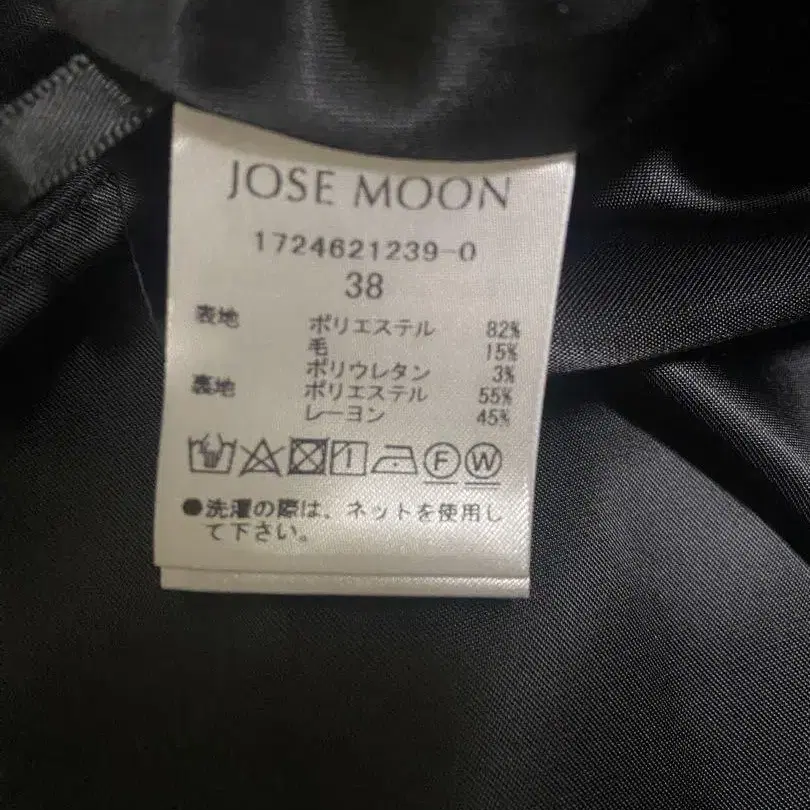 JOSE MOON
1724621239-0
38
表地 ポリエステル 82%
毛 15%
ポリウレタン 3%
裏地 ポリエステル 55%
レーヨン 45%
F W
●洗濯の際は、ネットを使用し
て下さい。